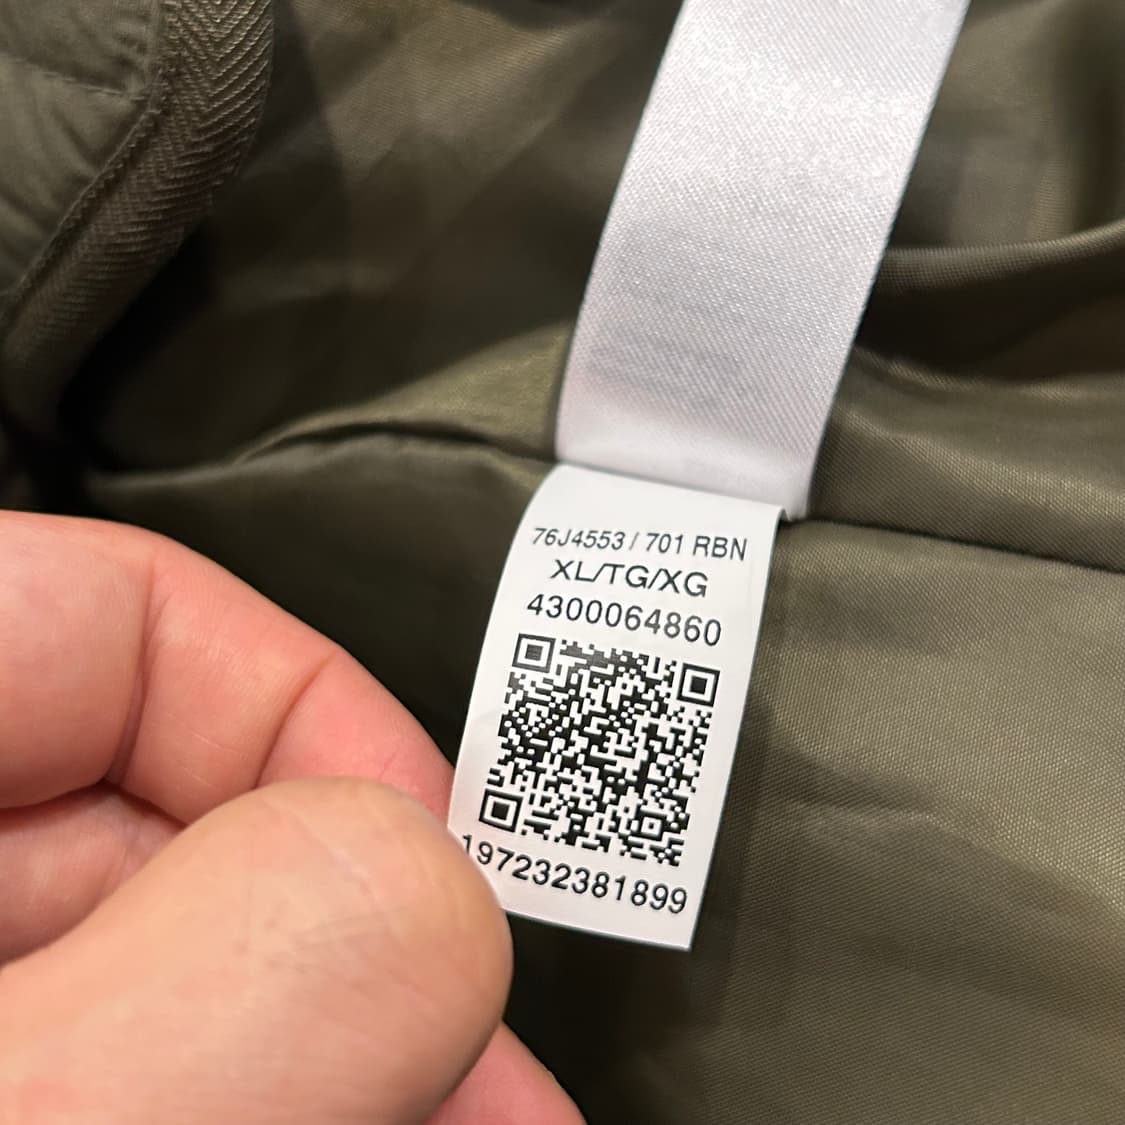 76J4553 / 701 RBN
XL/TG/XG
4300064860
197232381899